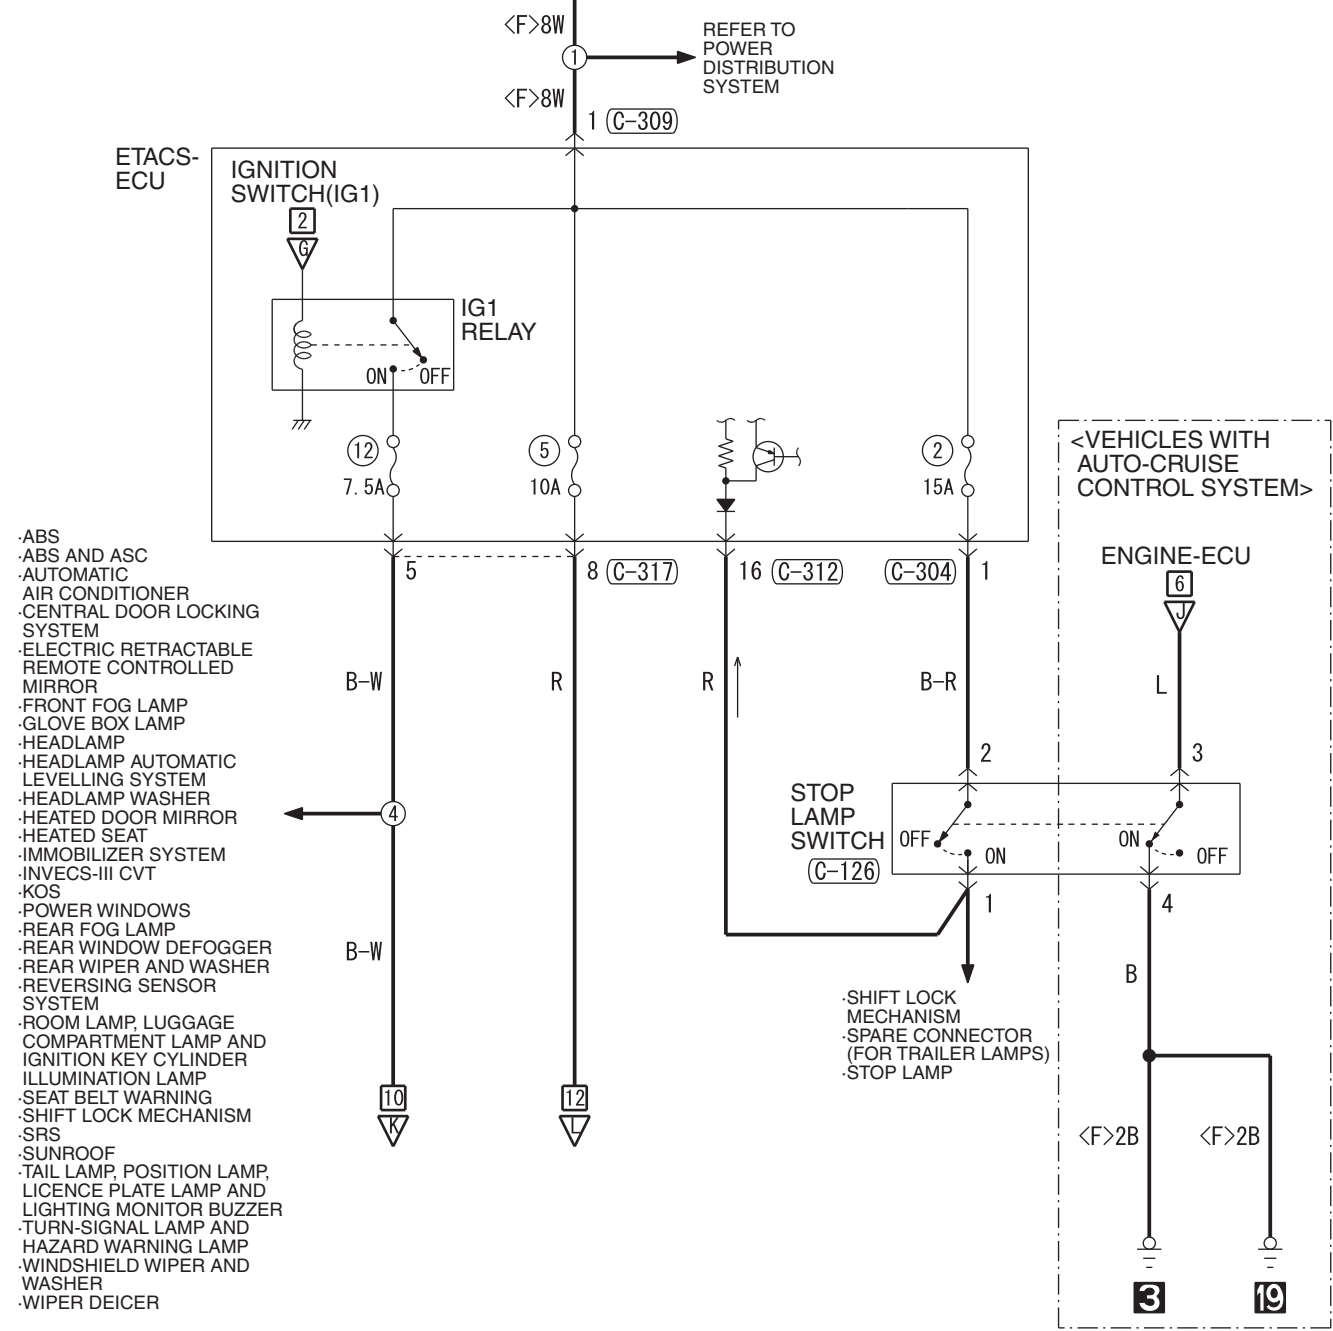 <F>8W
1
REFER TO
POWER
DISTRIBUTION
SYSTEM
<F>8W
1 C-309
ETACS-
ECU
IGNITION
SWITCH(IG1)
2
G
IG1
RELAY
ON OFF
12
7.5A
5
10A
2
15A
<VEHICLES WITH
AUTO-CRUISE
CONTROL SYSTEM>
ENGINE-ECU
6
J
5
8 C-317
16 C-312
C-304 1
B-W
R
R
B-R
L
2
3
STOP
LAMP
SWITCH
C-126
OFF
ON
ON
OFF
1
4
·ABS
·ABS AND ASC
·AUTOMATIC
AIR CONDITIONER
·CENTRAL DOOR LOCKING
SYSTEM
·ELECTRIC RETRACTABLE
REMOTE CONTROLLED
MIRROR
·FRONT FOG LAMP
·GLOVE BOX LAMP
·HEADLAMP
·HEADLAMP AUTOMATIC
LEVELLING SYSTEM
·HEADLAMP WASHER
·HEATED DOOR MIRROR
·HEATED SEAT
·IMMOBILIZER SYSTEM
·INVECS-III CVT
·KOS
·POWER WINDOWS
·REAR FOG LAMP
·REAR WINDOW DEFOGGER
·REAR WIPER AND WASHER
·REVERSING SENSOR
SYSTEM
·ROOM LAMP, LUGGAGE
COMPARTMENT LAMP AND
IGNITION KEY CYLINDER
ILLUMINATION LAMP
·SEAT BELT WARNING
·SHIFT LOCK MECHANISM
·SRS
·SUNROOF
·TAIL LAMP, POSITION LAMP,
LICENCE PLATE LAMP AND
LIGHTING MONITOR BUZZER
·TURN-SIGNAL LAMP AND
HAZARD WARNING LAMP
·WINDSHIELD WIPER AND
WASHER
·WIPER DEICER
4
B-W
10
K
12
L
·SHIFT LOCK
MECHANISM
·SPARE CONNECTOR
(FOR TRAILER LAMPS)
·STOP LAMP
B
<F>2B
<F>2B
3
19